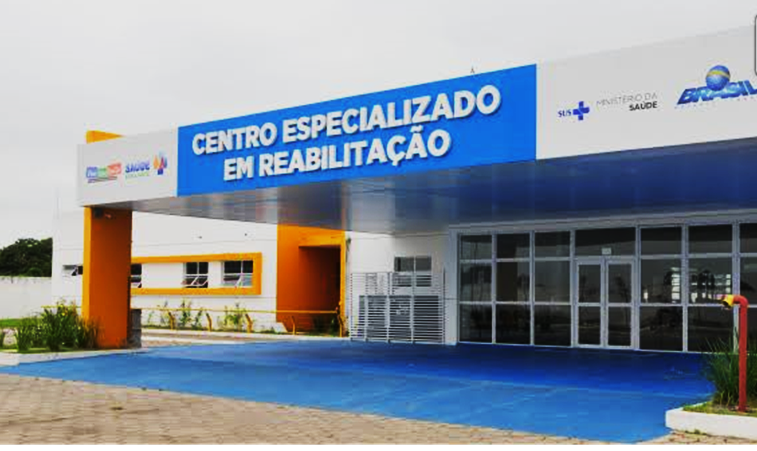 CENTRO ESPECIALIZADO
EM REABILITAÇÃO
SAÚDE
SUS
MINISTÉRIO DA
SAÚDE
BRASIL